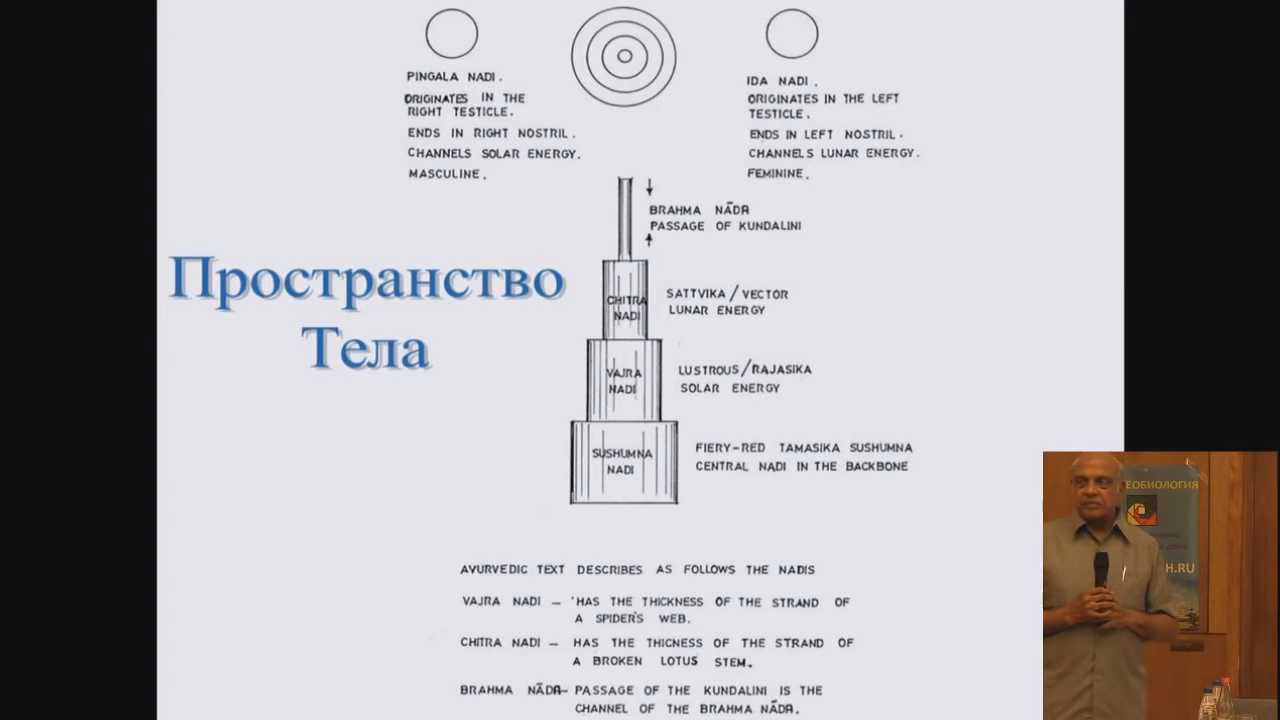 PINGALA NADI.
ORIGINATES IN THE
RIGHT TESTICLE.
ENDS IN RIGHT NOSTRIL.
CHANNELS SOLAR ENERGY.
MASCULINE.
IDA NADI.
ORIGINATES IN THE LEFT
TESTICLE.
ENDS IN LEFT NOSTRIL.
CHANNELS LUNAR ENERGY.
FEMININE.
BRAHMA NĀDA
PASSAGE OF KUNDALINI
Пространство
Тела
CHITRA
NADI
SATTVIKA/VECTOR
LUNAR ENERGY
VAJRA
NADI
LUSTROUS/RAJASIKA
SOLAR ENERGY
SUSHUMNA
NADI
FIERY-RED TAMASIKA SUSHUMNA
CENTRAL NADI IN THE BACKBONE
AYURVEDIC TEXT DESCRIBES AS FOLLOWS THE NADIS
VAJRA NADI – 'HAS THE THICKNESS OF THE STRAND OF
A SPIDER'S WEB.
CHITRA NADI – HAS THE THICNESS OF THE STRAND OF
A BROKEN LOTUS STEM.
BRAHMA NĀDA– PASSAGE OF THE KUNDALINI IS THE
CHANNEL OF THE BRAHMA NĀDA.
ЕОБИОЛОГИЯ
H.RU